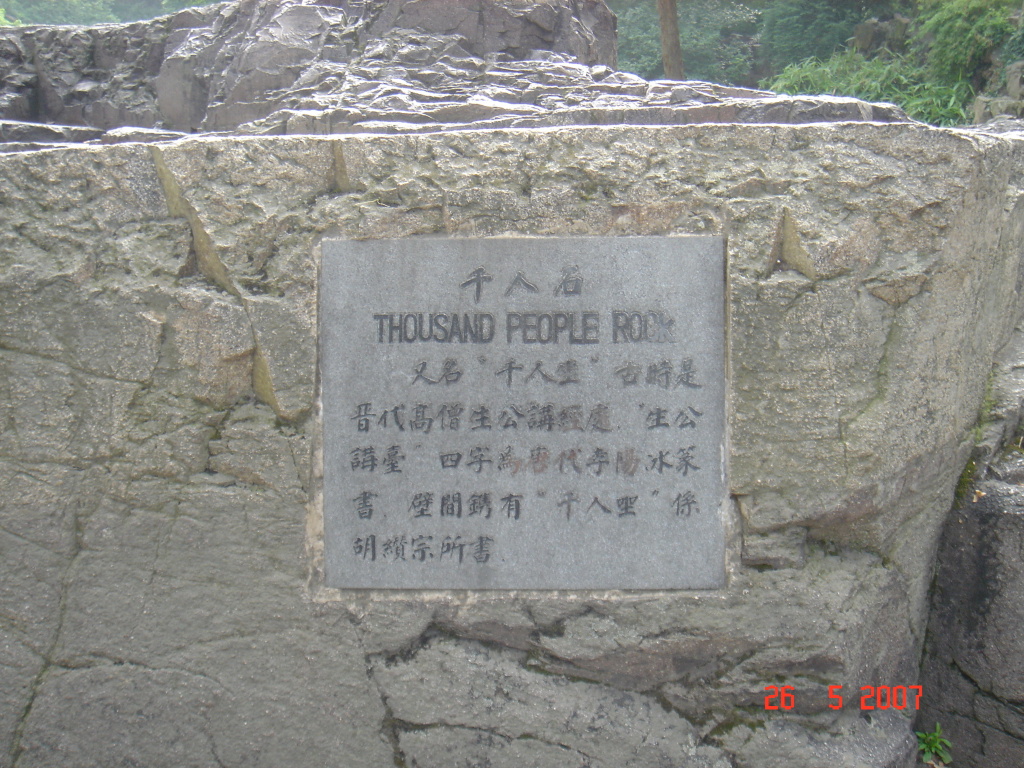 千人石
THOUSAND PEOPLE ROCK
又名"千人坐"古時是
晋代髙僧生公講經處."生公
講臺"四字為唐代李陽冰篆
書.壁間鐫有"千人坐"係
胡纘宗所書.
26 5 2007